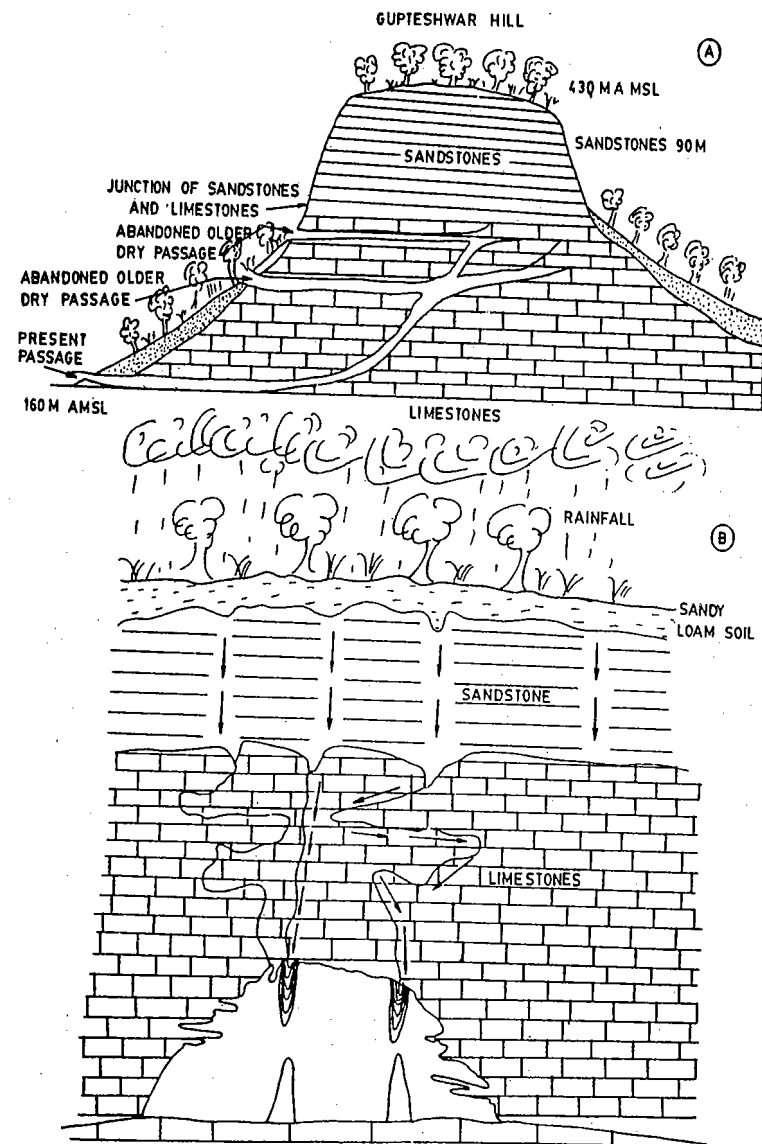 GUPTESHWAR HILL
A
430 M A MSL
SANDSTONES 90 M
SANDSTONES
JUNCTION OF SANDSTONES
AND LIMESTONES
ABANDONED OLDER
DRY PASSAGE
ABANDONED OLDER
DRY PASSAGE
PRESENT
PASSAGE
160 M AMSL
LIMESTONES
RAINFALL
B
SANDY
LOAM SOIL
SANDSTONE
LIMESTONES